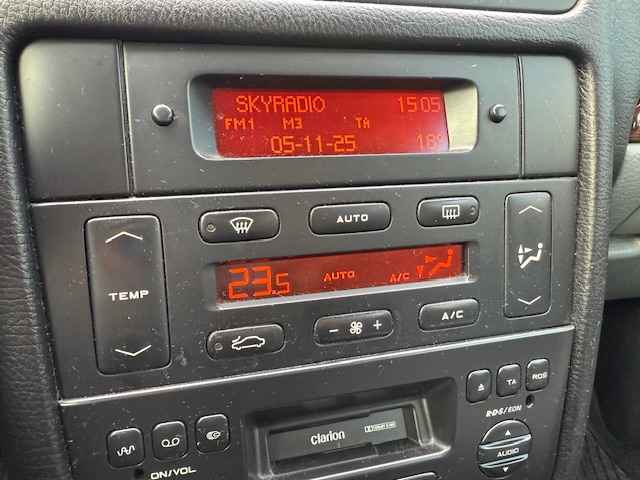 SKYRADIO 1505
FM1 M3 TA
05-11-25 18°
AUTO
TEMP
23.5 AUTO A/C
- +
A/C
TA RDS
R·D·S/EON
clarion
ON/VOL
AUDIO